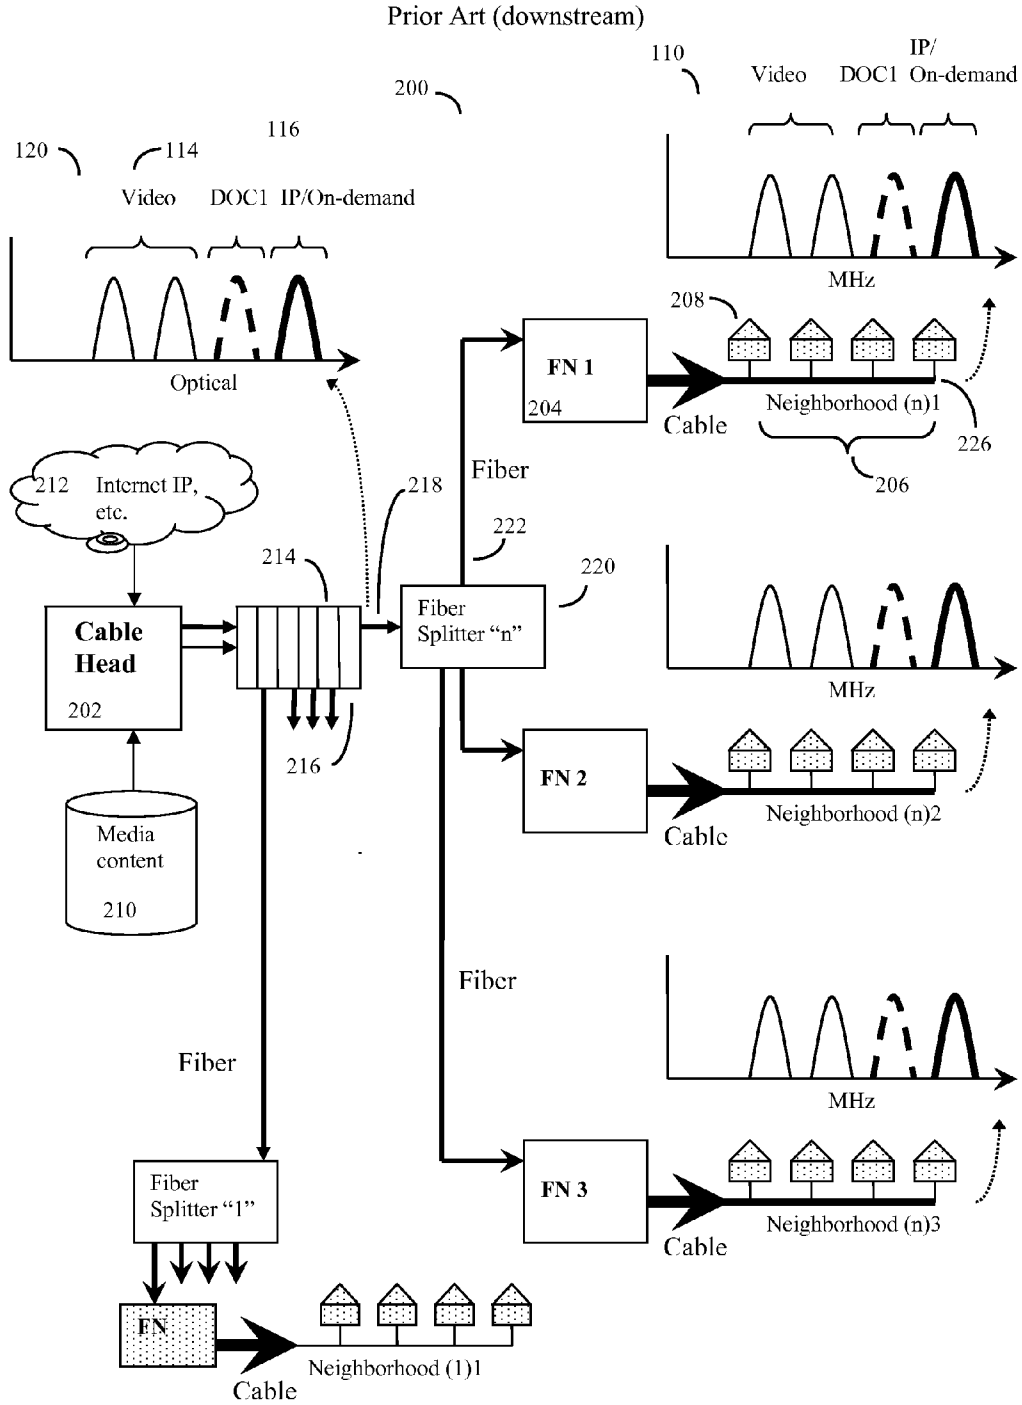 Prior Art (downstream)
110
Video
DOC1
IP/
On-demand
200
116
120
114
Video
DOC1
IP/On-demand
MHz
208
Optical
FN 1
204
Cable
Neighborhood (n)1
226
206
Fiber
212
Internet IP,
etc.
218
222
214
220
Fiber
Splitter “n”
Cable
Head
202
MHz
216
FN 2
Cable
Neighborhood (n)2
Media
content
210
Fiber
Fiber
MHz
Fiber
Splitter “1”
FN 3
Cable
Neighborhood (n)3
FN
Cable
Neighborhood (1)1